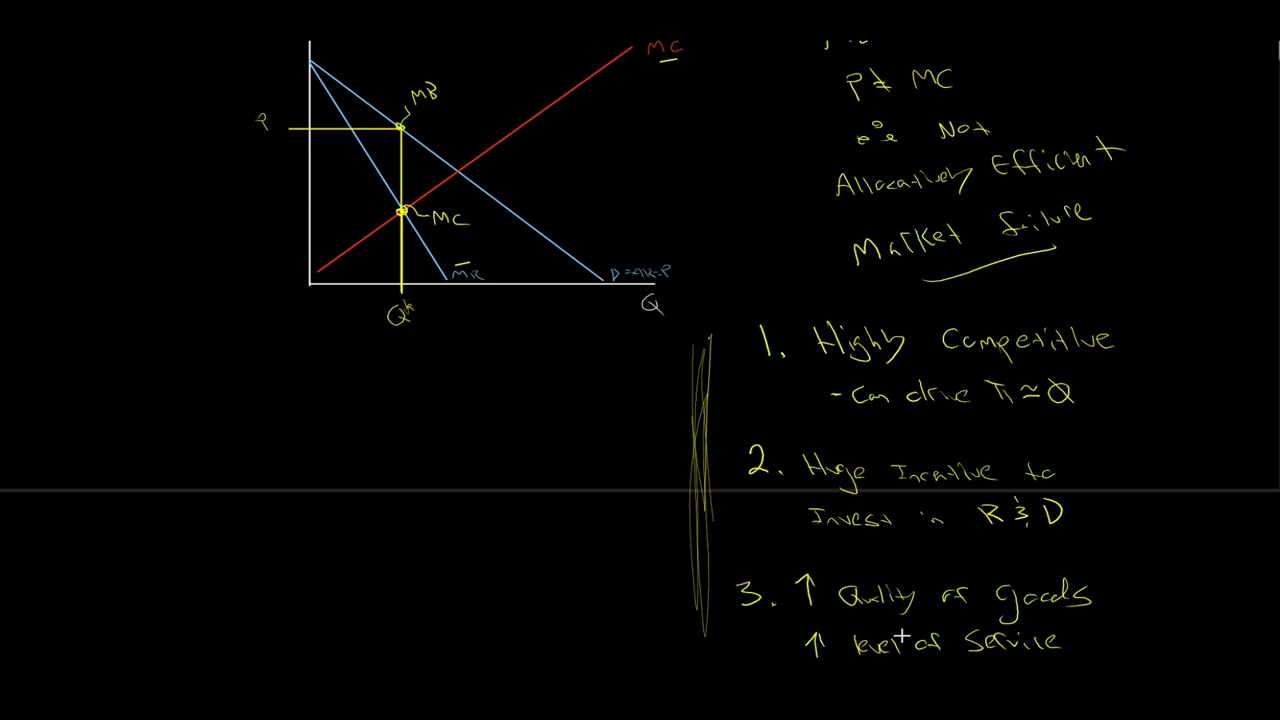 MC
MB
P
MC
MR
D=AR=P
Q*
Q
P ≠ MC
∴ Not
Allocatively Efficient
Market failure
1. Highly Competitive
- Can drive π ≃ 0
2. Huge Incentive to
Invest in R & D
3. ↑ Quality of goods
↑ level of Service